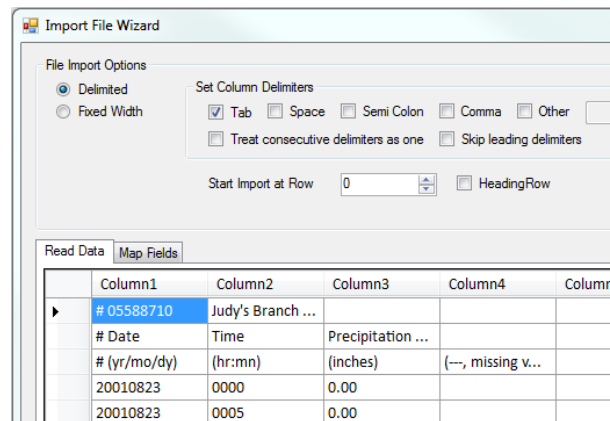 Import File Wizard
File Import Options
Delimited
Set Column Delimiters
Fixed Width
Tab Space Semi Colon Comma Other
Treat consecutive delimiters as one Skip leading delimiters
Start Import at Row 0 HeadingRow
Read Data Map Fields
Column1 Column2 Column3 Column4 Column
# 05588710 Judy's Branch ...
# Date Time Precipitation ...
# (yr/mo/dy) (hr:mn) (inches) (---, missing v...
20010823 0000 0.00
20010823 0005 0.00